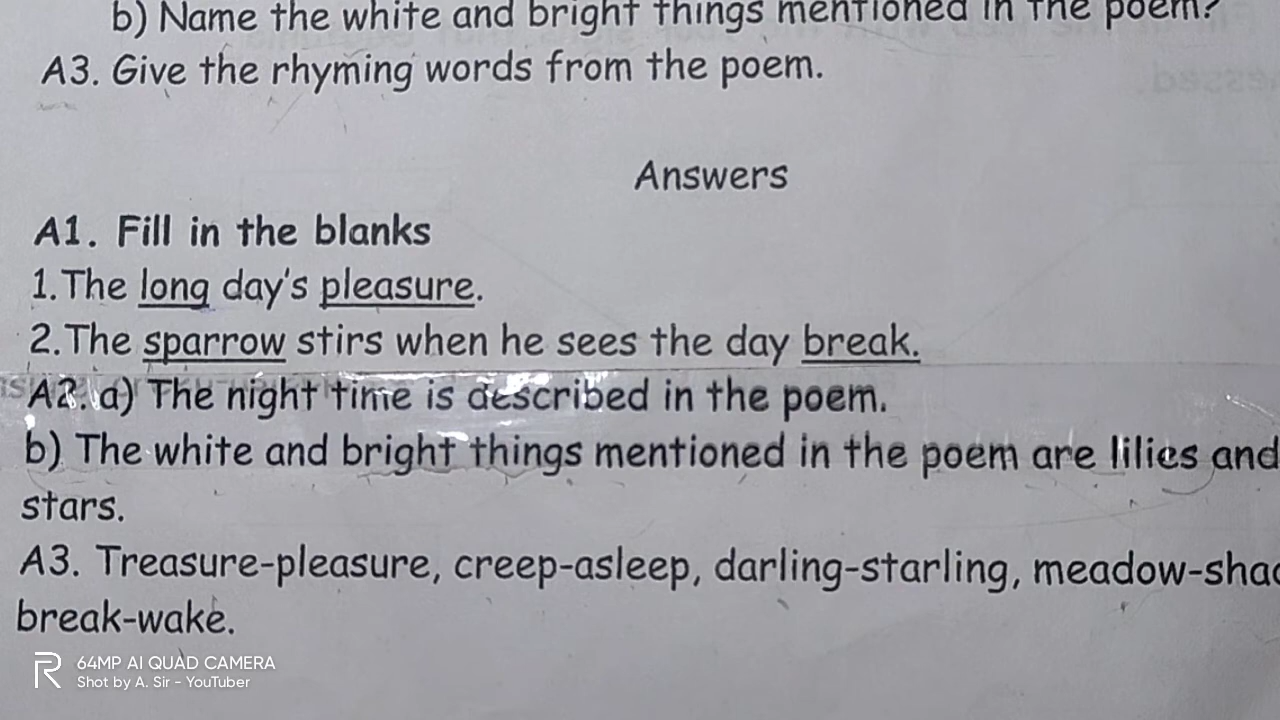 b) Name the white and bright things mentioned in the poem?
A3. Give the rhyming words from the poem.
Answers
A1. Fill in the blanks
1.The long day's pleasure.
2.The sparrow stirs when he sees the day break.
A2. a) The night time is described in the poem.
b) The white and bright things mentioned in the poem are lilies and
stars.
A3. Treasure-pleasure, creep-asleep, darling-starling, meadow-
break-wake.
64MP AI QUAD CAMERA
Shot by A. Sir - YouTuber